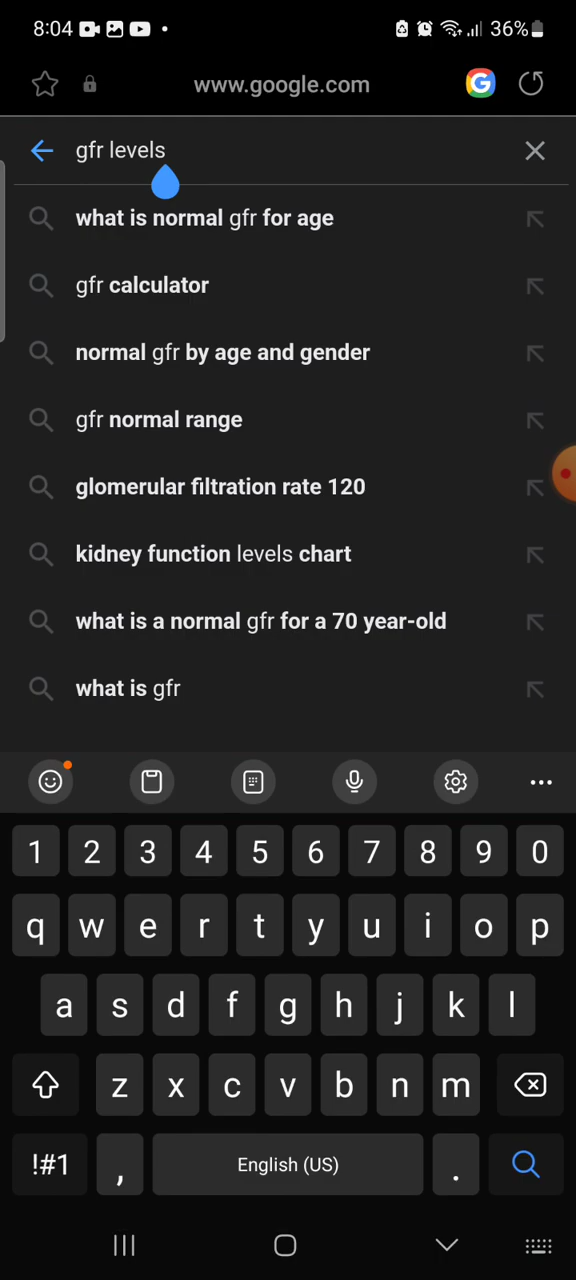 8:04 36%
www.google.com G
gfr levels
what is normal gfr for age
gfr calculator
normal gfr by age and gender
gfr normal range
glomerular filtration rate 120
kidney function levels chart
what is a normal gfr for a 70 year-old
what is gfr
1 2 3 4 5 6 7 8 9 0
q w e r t y u i o p
a s d f g h j k l
z x c v b n m
!#1 , English (US) .